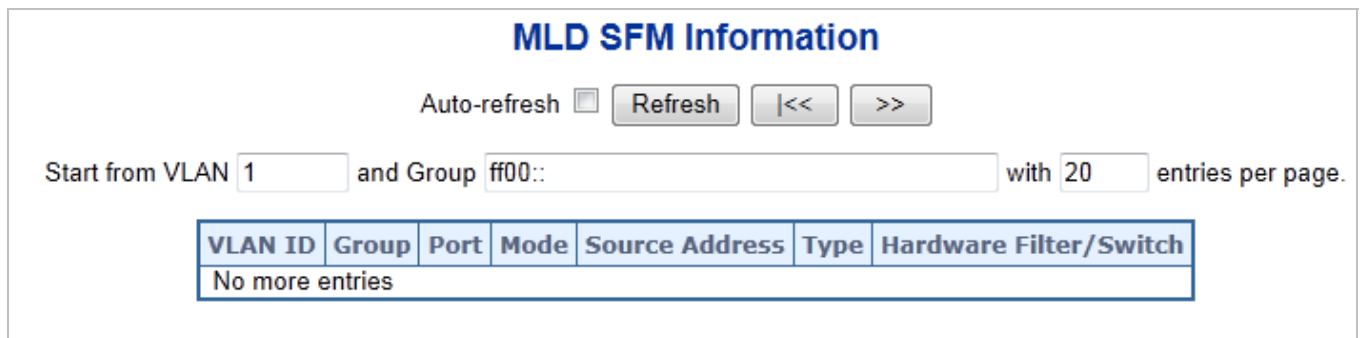 MLD SFM Information
Auto-refresh Refresh |<< >>
Start from VLAN 1 and Group ff00:: with 20 entries per page.
VLAN ID Group Port Mode Source Address Type Hardware Filter/Switch
No more entries